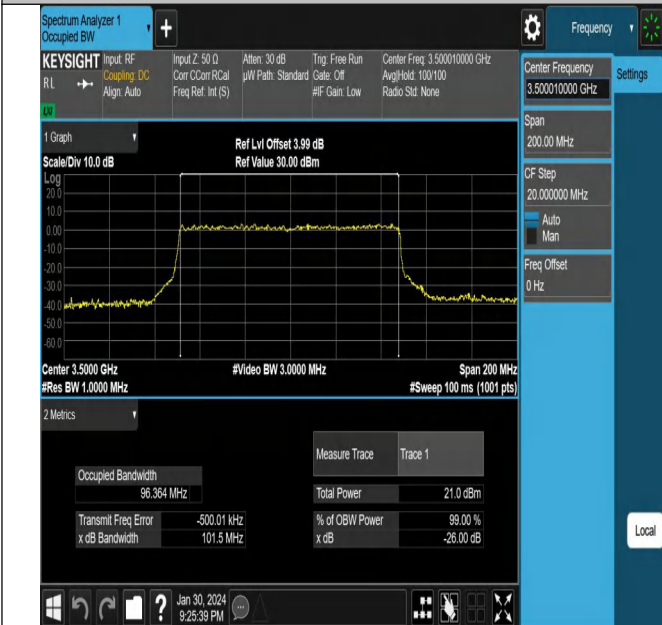 Spectrum Analyzer 1
Occupied BW
+
Frequency
KEYSIGHT
RL
LXI
Input: RF
Coupling: DC
Align: Auto
Input Z: 50 Ω
Corr CCorr RCal
Freq Ref: Int (S)
Atten: 30 dB
µW Path: Standard
Trig: Free Run
Gate: Off
#IF Gain: Low
Center Freq: 3.500010000 GHz
Avg|Hold: 100/100
Radio Std: None
Center Frequency
3.500010000 GHz
Settings
Span
200.00 MHz
CF Step
20.000000 MHz
Auto
Man
Freq Offset
0 Hz
1 Graph
Scale/Div 10.0 dB
Ref Lvl Offset 3.99 dB
Ref Value 30.00 dBm
Log
20.0
10.0
0.00
-10.0
-20.0
-30.0
-40.0
-50.0
-60.0
Center 3.5000 GHz
#Video BW 3.0000 MHz
Span 200 MHz
#Res BW 1.0000 MHz
#Sweep 100 ms (1001 pts)
2 Metrics
Measure Trace Trace 1
Occupied Bandwidth
96.364 MHz
Total Power 21.0 dBm
Transmit Freq Error -500.01 kHz
% of OBW Power 99.00 %
x dB Bandwidth 101.5 MHz
x dB -26.00 dB
Local
?
Jan 30, 2024
9:25:39 PM